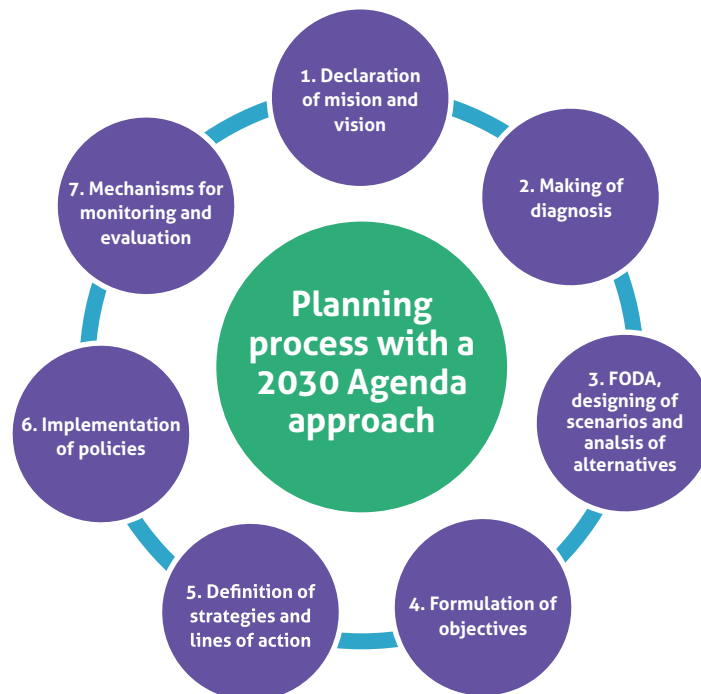 1. Declaration
of mision and
vision
2. Making of
diagnosis
3. FODA,
designing of
scenarios and
analsis of
alternatives
4. Formulation of
objectives
5. Definition of
strategies and
lines of action
6. Implementation
of policies
7. Mechanisms for
monitoring and
evaluation
Planning
process with a
2030 Agenda
approach